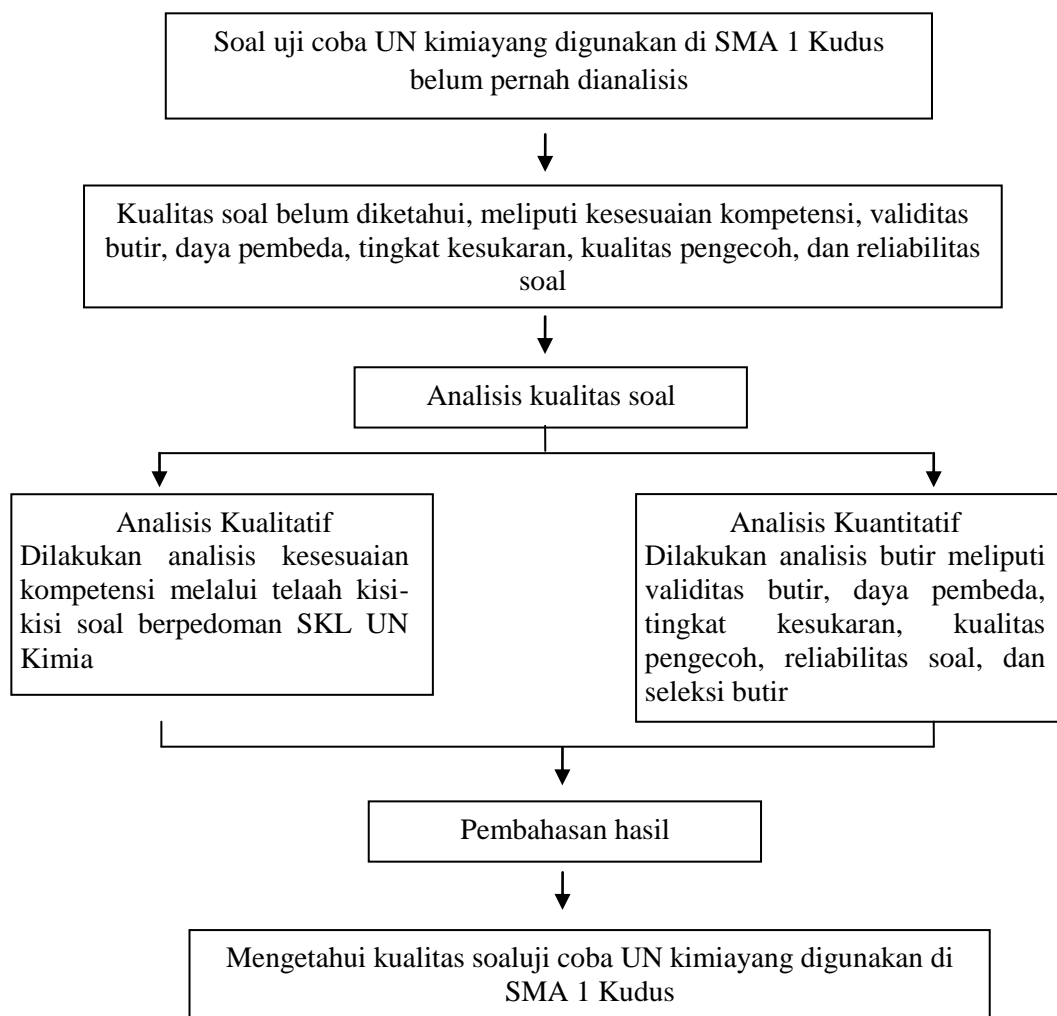 Soal uji coba UN kimiayang digunakan di SMA 1 Kudus
belum pernah dianalisis
Kualitas soal belum diketahui, meliputi kesesuaian kompetensi, validitas
butir, daya pembeda, tingkat kesukaran, kualitas pengecoh, dan reliabilitas
soal
Analisis kualitas soal
Analisis Kualitatif
Dilakukan analisis kesesuaian
kompetensi melalui telaah kisi-
kisi soal berpedoman SKL UN
Kimia
Analisis Kuantitatif
Dilakukan analisis butir meliputi
validitas butir, daya pembeda,
tingkat kesukaran, kualitas
pengecoh, reliabilitas soal, dan
seleksi butir
Pembahasan hasil
Mengetahui kualitas soaluji coba UN kimiayang digunakan di
SMA 1 Kudus